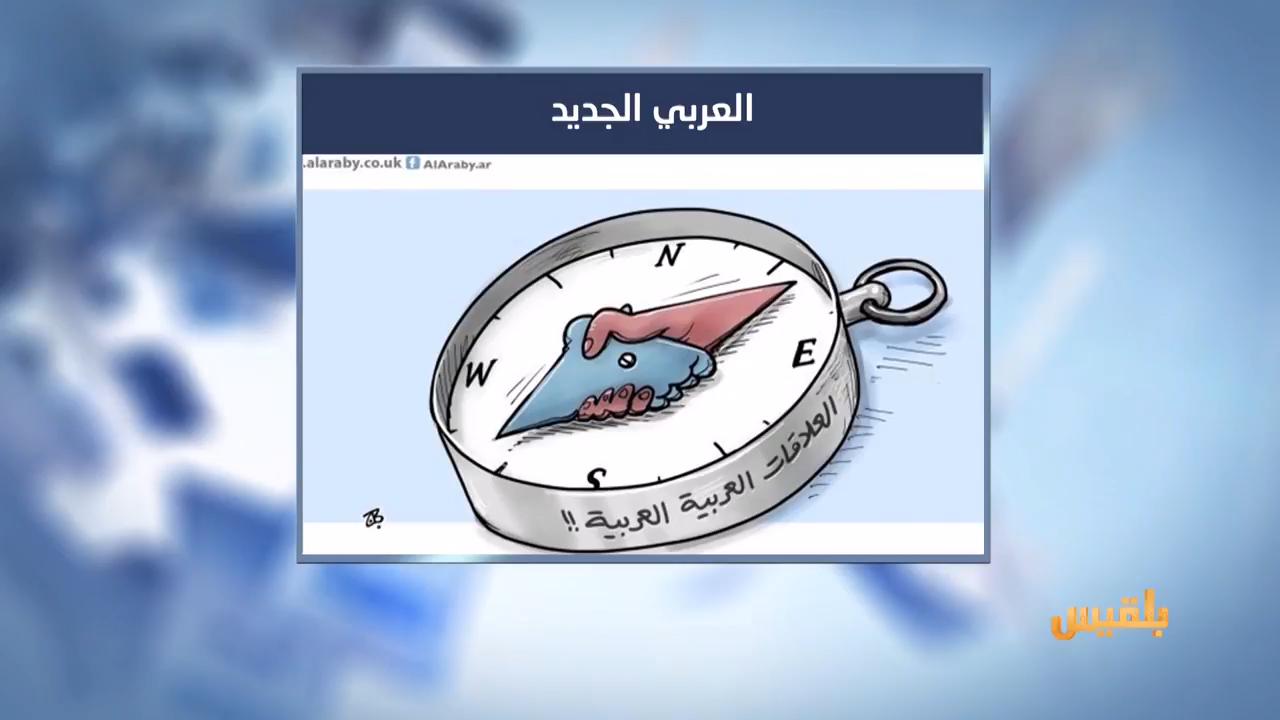 العربي الجديد
.alaraby.co.uk AlAraby.ar
N
W
E
S
العلاقات العربية العربية !!
بلقيس